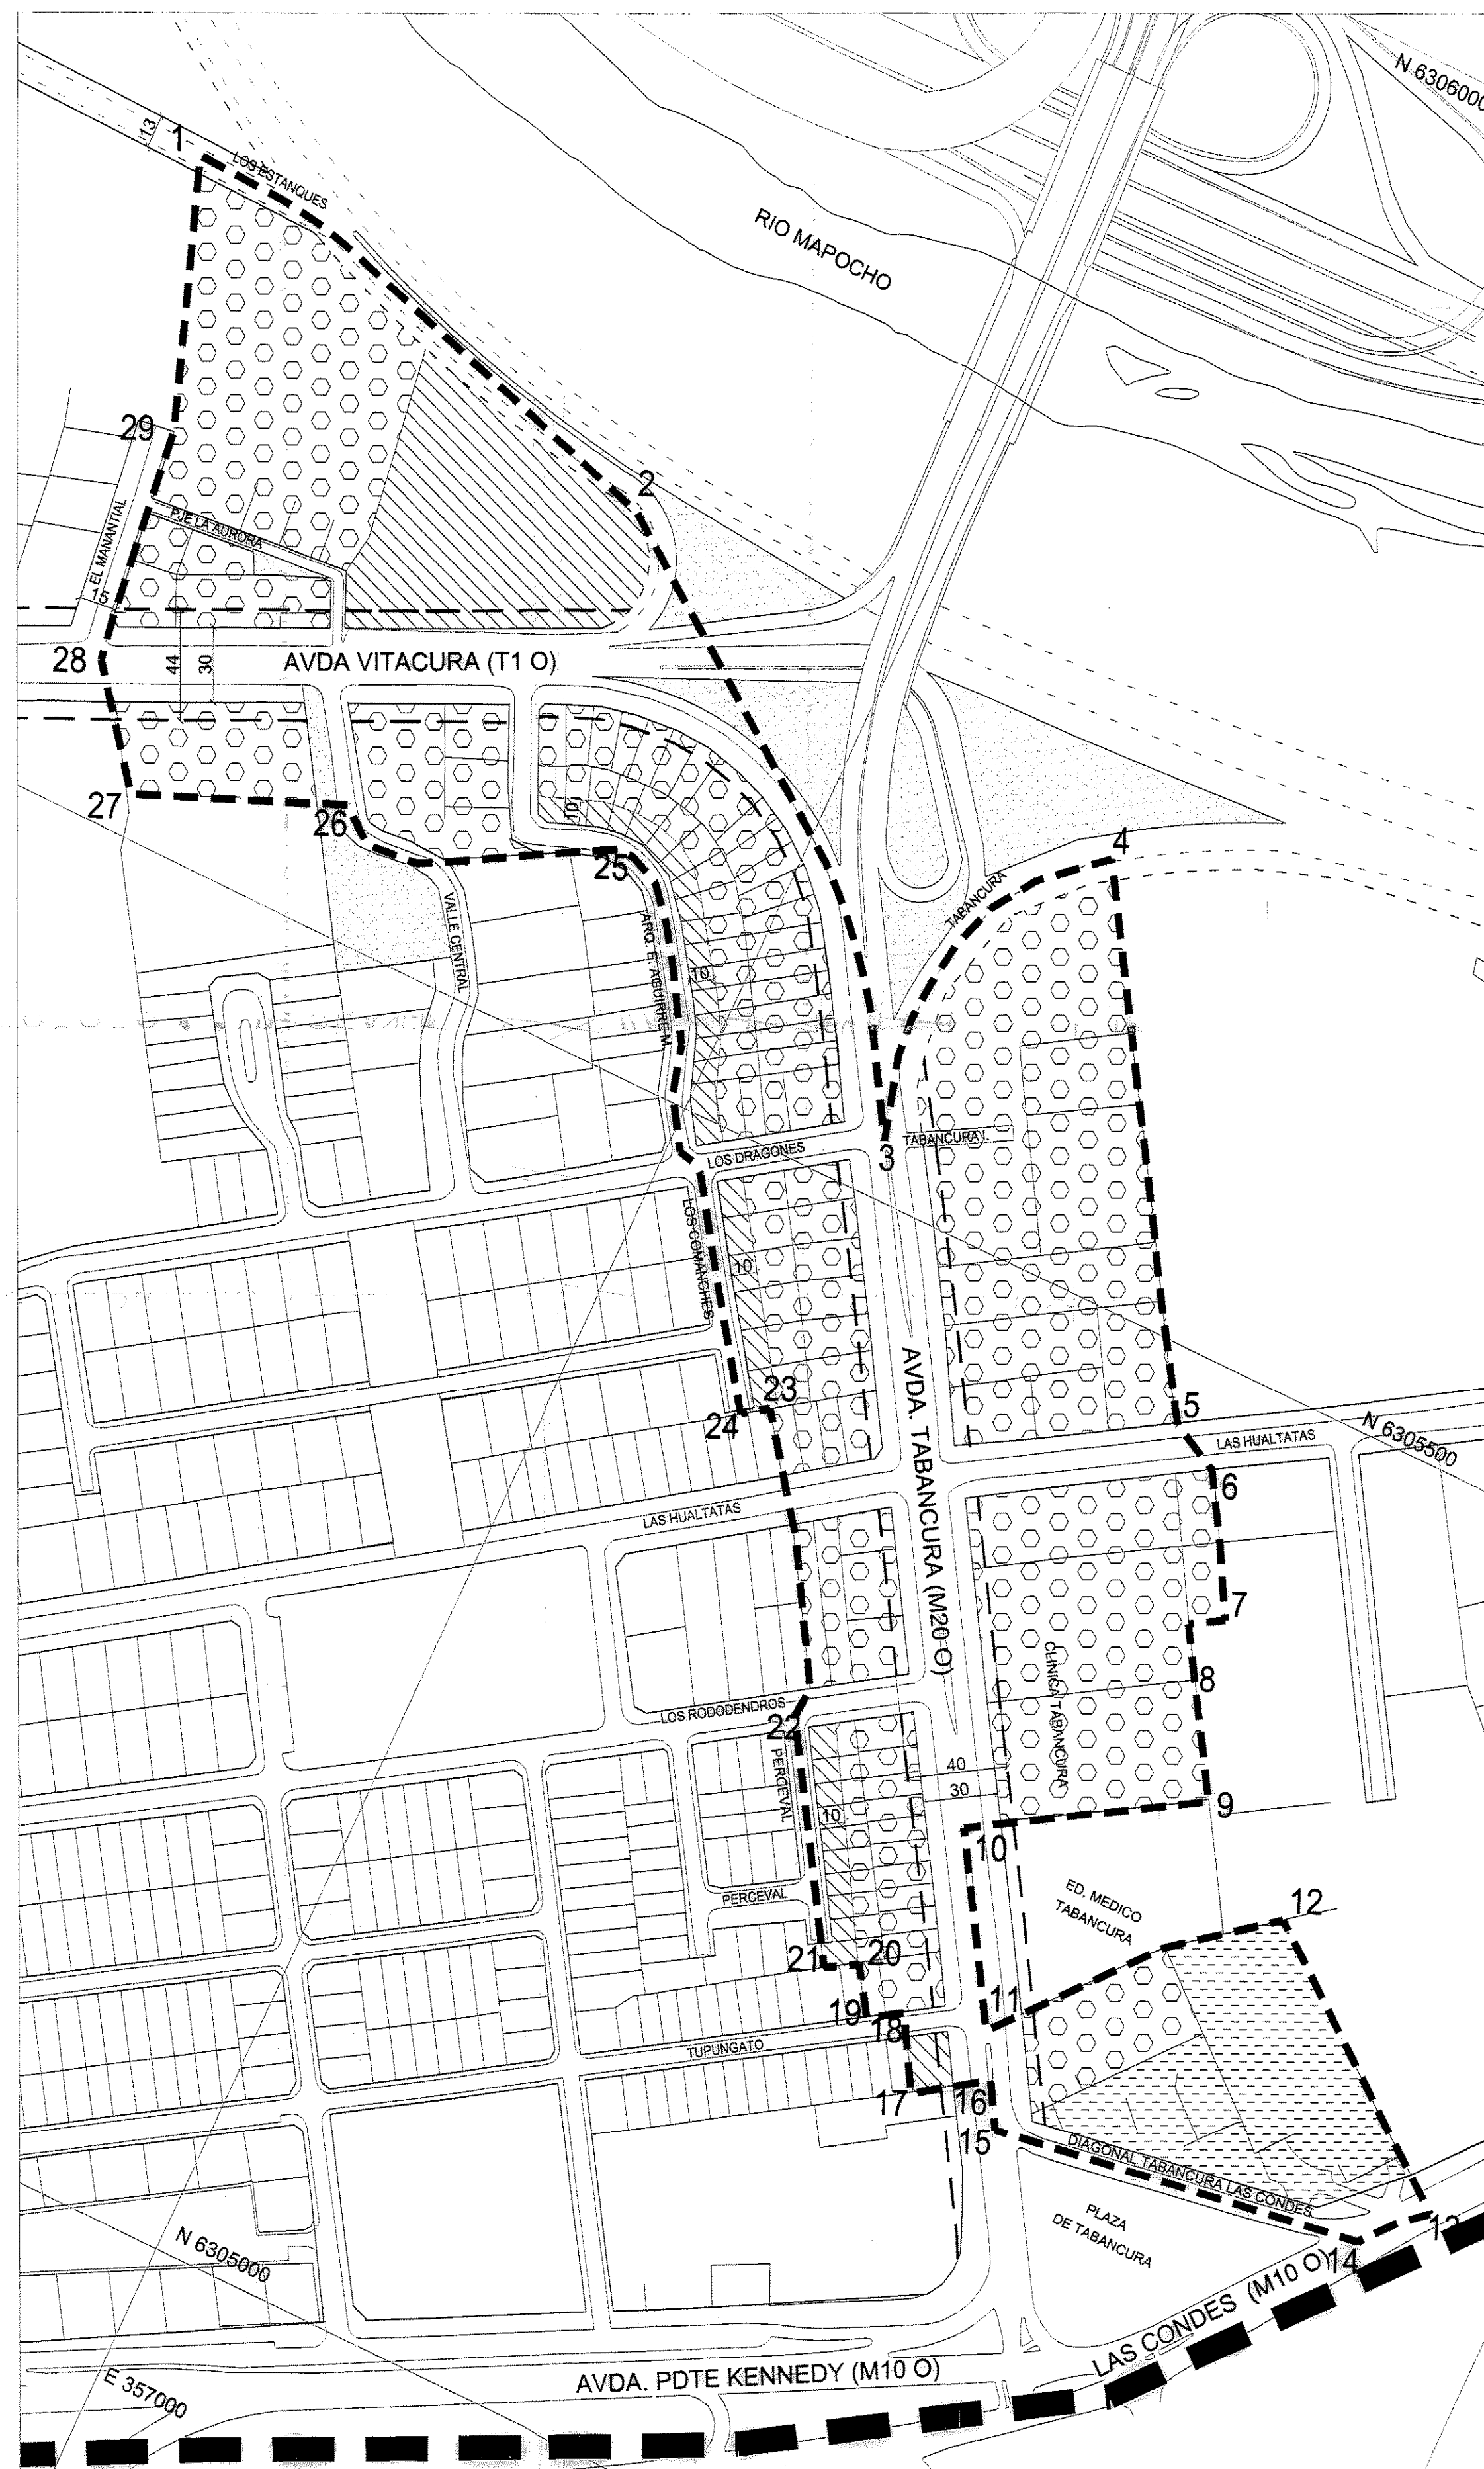 N 6306000
13
1
LOS ESTANQUES
RIO MAPOCHO
29
2
PJE LA AURORA
EL MANANTIAL
15
28
44
30
AVDA VITACURA (T1 O)
27
26
10
25
4
TABANCURA
VALLE CENTRAL
ARQ. E. AGUIRRE M.
10
3
TABANCURA I.
LOS DRAGONES
LOS COMANCHES
10
AVDA. TABANCURA (M20 O)
23
24
5
LAS HUALTATAS
N 6305500
6
LAS HUALTATAS
7
CLINICA TABANCURA
8
LOS RODODENDROS
22
PERCEVAL
40
30
10
9
10
ED. MEDICO
TABANCURA
PERCEVAL
12
21
20
19
18
11
TUPUNGATO
17
16
15
DIAGONAL TABANCURA LAS CONDES
PLAZA
DE TABANCURA
13
14
N 6305000
LAS CONDES (M10 O)
AVDA. PDTE KENNEDY (M10 O)
E 357000